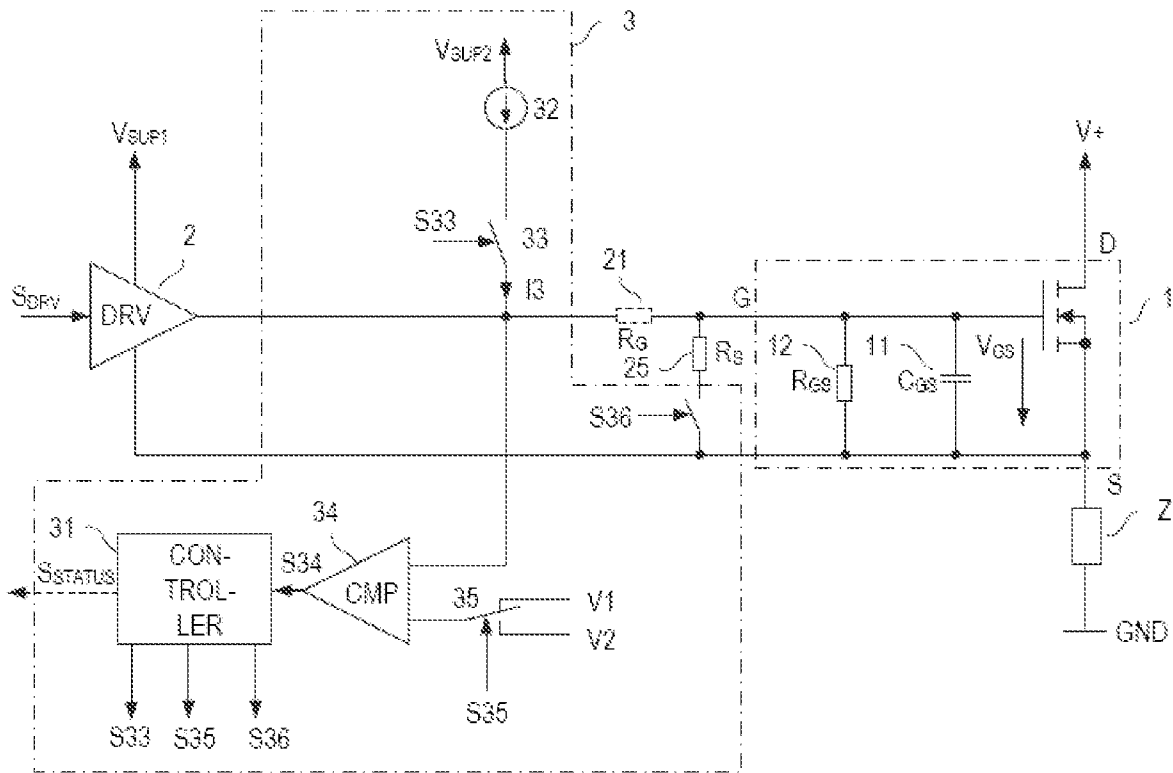 3
VSUP2
32
VSUP1
V+
S33
33
2
D
21
I3
G
1
SDRV
DRV
RG
12
11
VGS
25
RS
RGS
CGS
S36
S
31
34
Z
CON-
TROL-
LER
SSTATUS
S34
CMP
35
V1
V2
GND
S35
S33
S35
S36